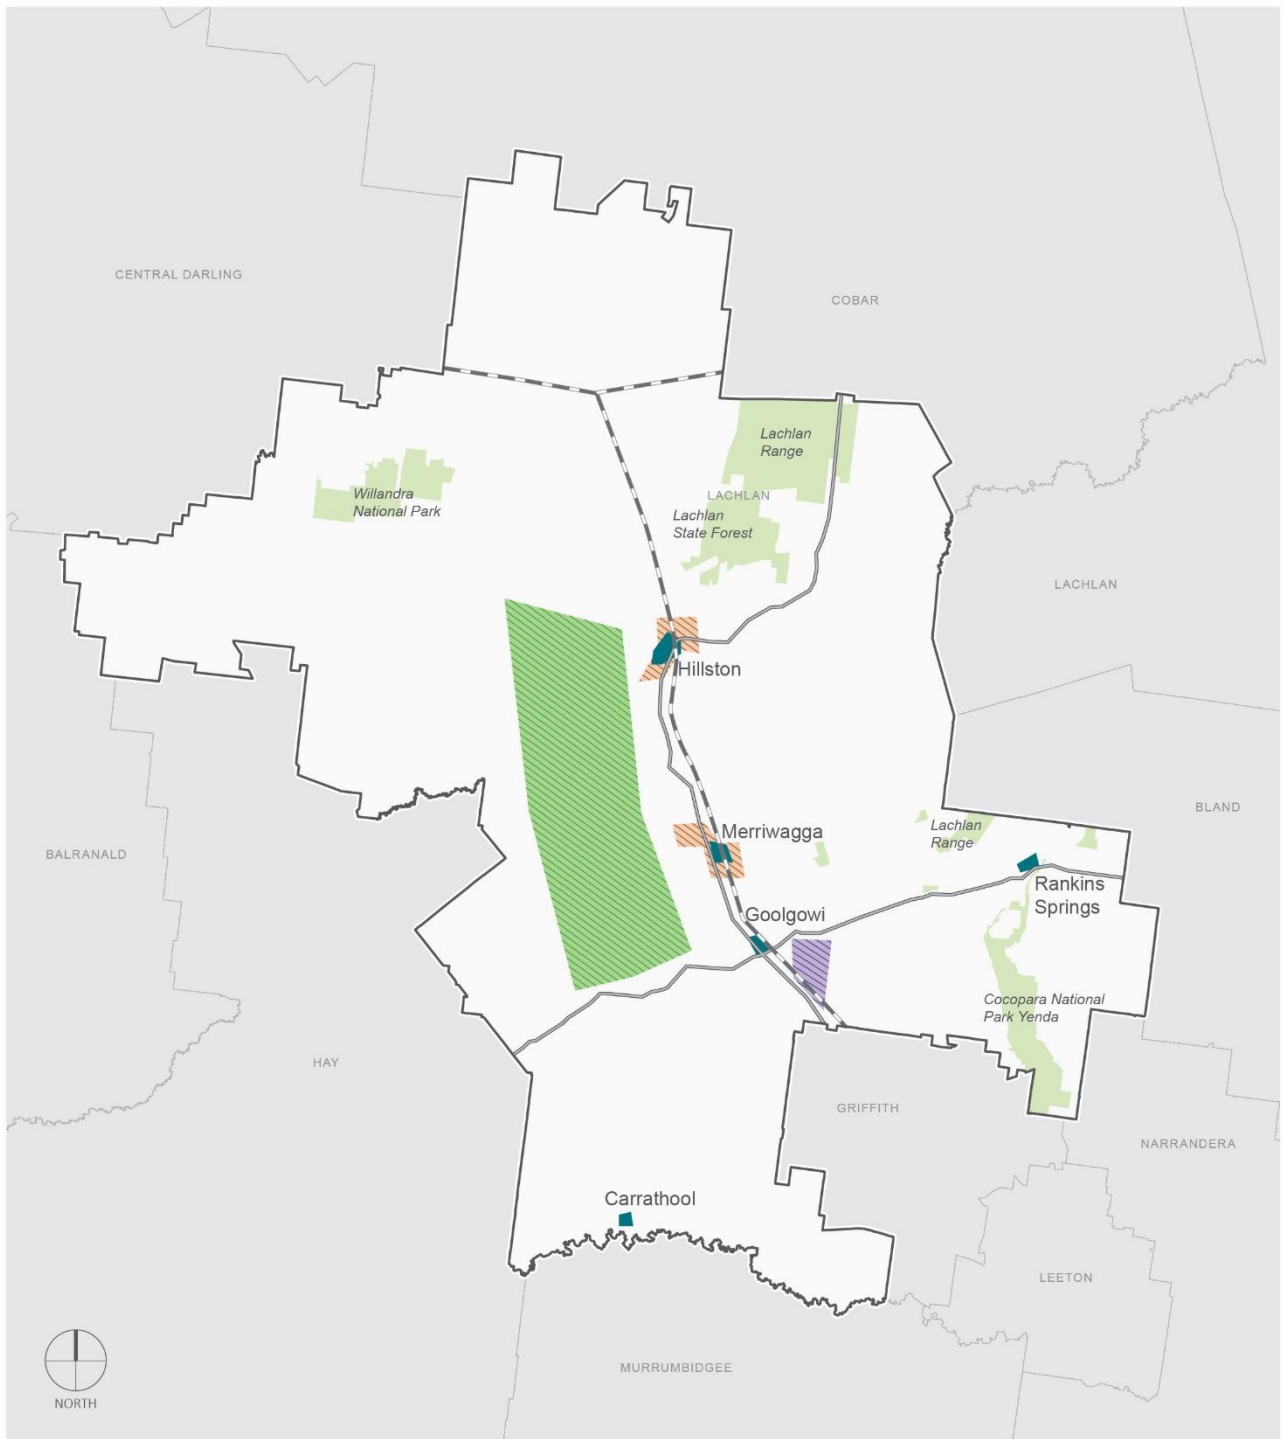 CENTRAL DARLING
COBAR
Lachlan
Range
Willandra
National Park
LACHLAN
Lachlan
State Forest
LACHLAN
Hillston
BLAND
Merriwagga
Lachlan
Range
BALRANALD
Rankins
Springs
Goolgowi
Cocopara National
Park Yenda
HAY
GRIFFITH
NARRANDERA
Carrathool
LEETON
MURRUMBIDGEE
NORTH